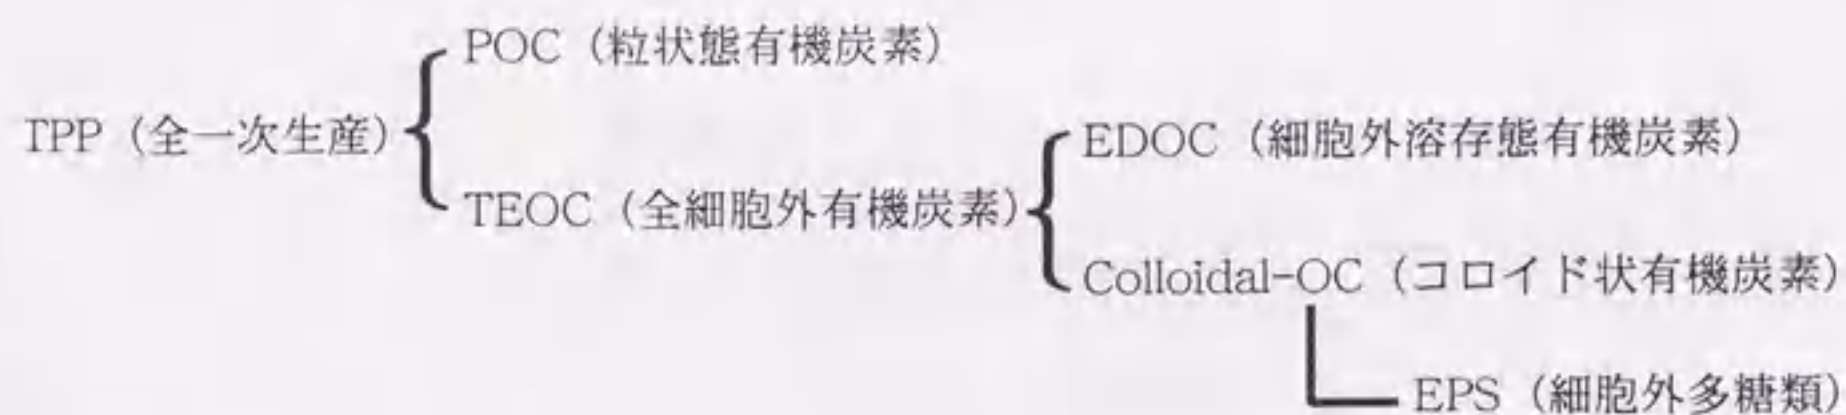 POC（粒状態有機炭素）
TPP（全一次生産）
EDOC（細胞外溶存態有機炭素）
TEOC（全細胞外有機炭素）
Colloidal-OC（コロイド状有機炭素）
EPS（細胞外多糖類）